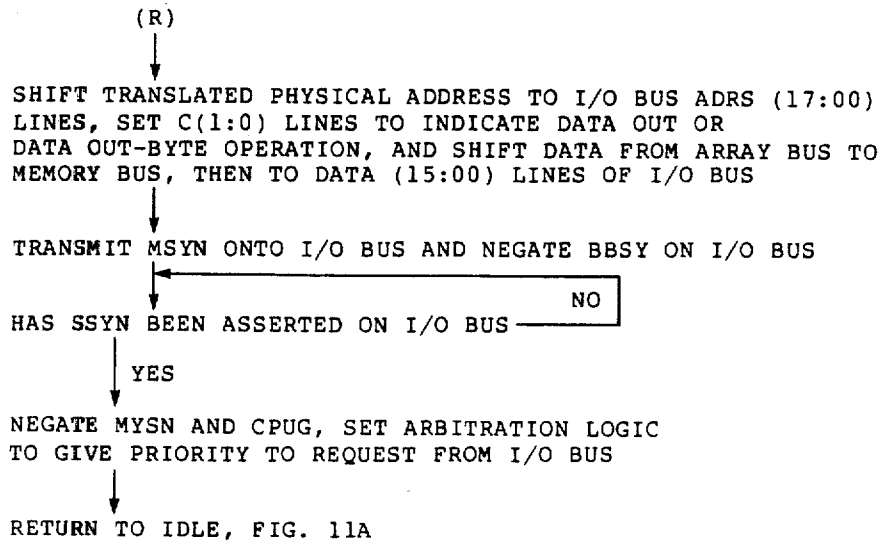 (R)
SHIFT TRANSLATED PHYSICAL ADDRESS TO I/O BUS ADRS (17:00)
LINES, SET C(1:0) LINES TO INDICATE DATA OUT OR
DATA OUT-BYTE OPERATION, AND SHIFT DATA FROM ARRAY BUS TO
MEMORY BUS, THEN TO DATA (15:00) LINES OF I/O BUS
TRANSMIT MSYN ONTO I/O BUS AND NEGATE BBSY ON I/O BUS
NO
HAS SSYN BEEN ASSERTED ON I/O BUS
YES
NEGATE MYSN AND CPUG, SET ARBITRATION LOGIC
TO GIVE PRIORITY TO REQUEST FROM I/O BUS
RETURN TO IDLE, FIG. 11A